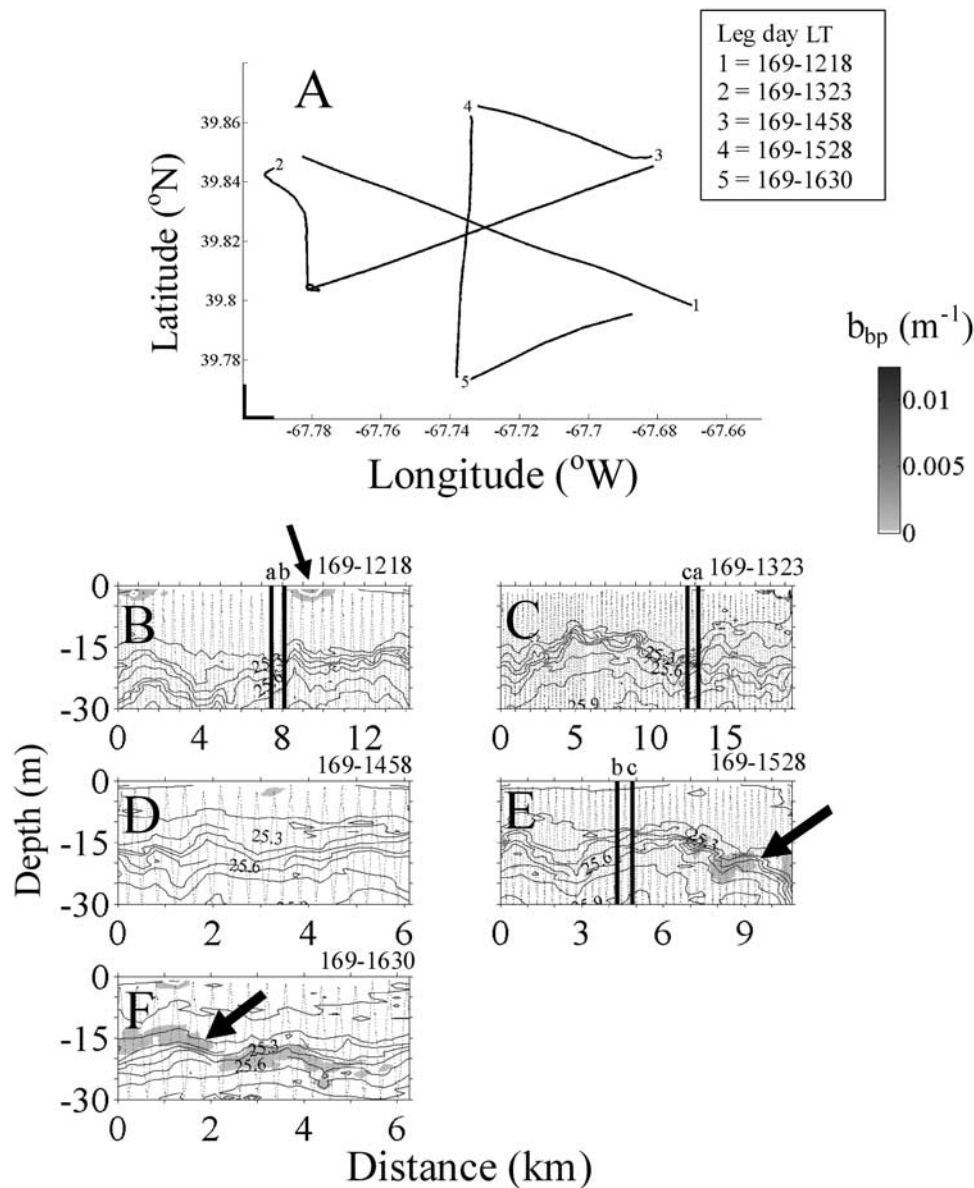 A
Leg day LT
1 = 169-1218
2 = 169-1323
3 = 169-1458
4 = 169-1528
5 = 169-1630
Latitude (°N)
39.86
39.84
39.82
39.8
39.78
4
2
3
1
5
-67.78 -67.76 -67.74 -67.72 -67.7 -67.68 -67.66
Longitude (°W)
b_bp (m⁻¹)
0.01
0.005
0
a b 169-1218
B
0
-15
-30
25.3
25.6
0 4 8 12
c a 169-1323
C
25.3
25.6
25.9
0 5 10 15
169-1458
D
0
-15
-30
25.3
25.6
0 2 4 6
b c 169-1528
E
25.3
25.6
0 3 6 9
169-1630
F
0
-15
-30
25.3
25.6
0 2 4 6
Depth (m)
Distance (km)